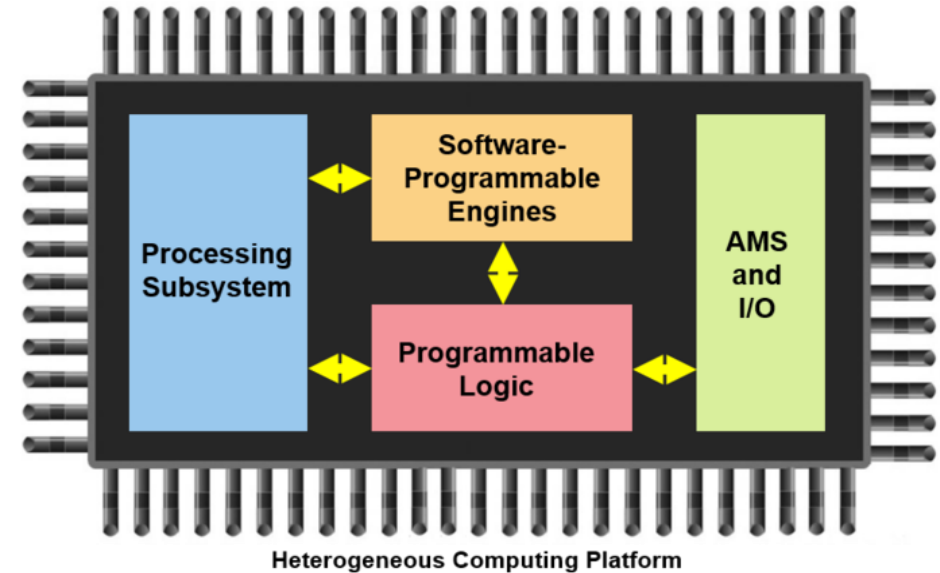 Processing
Subsystem
Software-
Programmable
Engines
Programmable
Logic
AMS
and
I/O
Heterogeneous Computing Platform